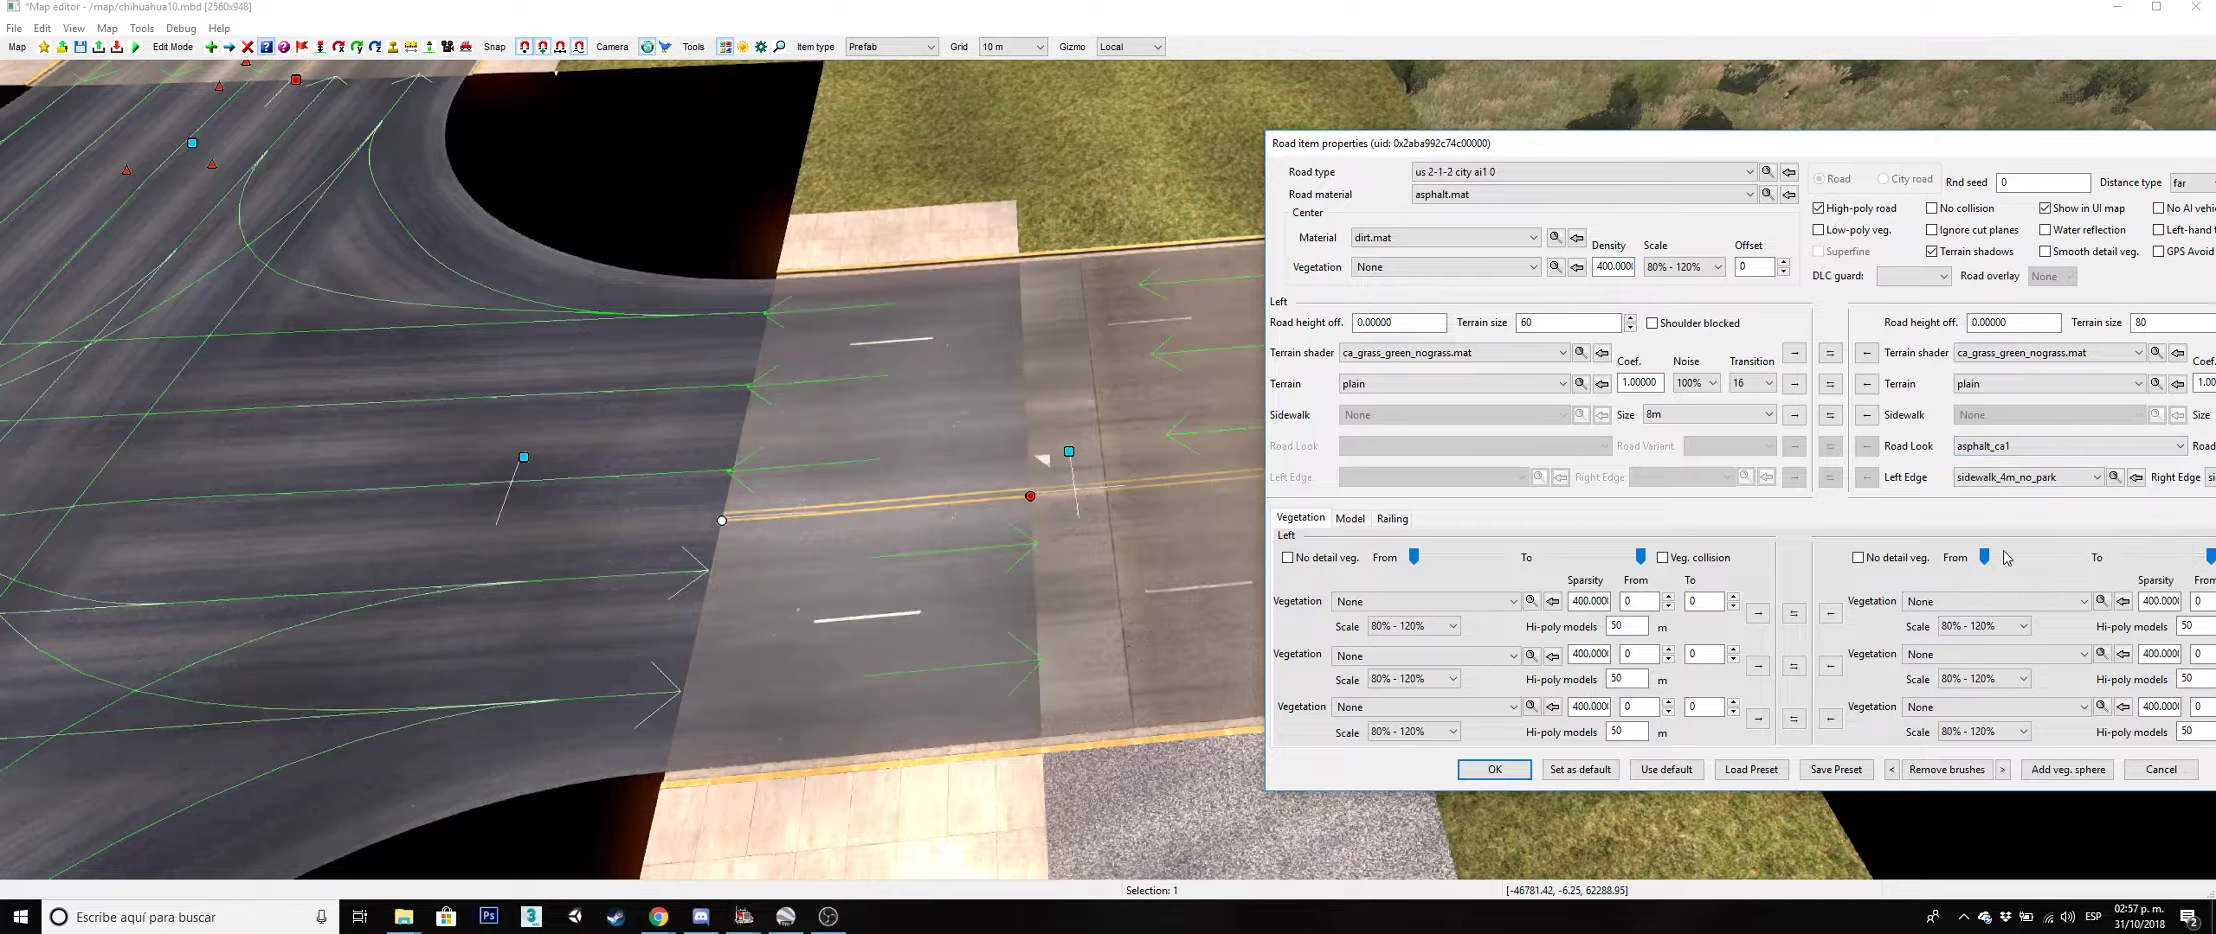 *Map editor - /map/chihuahua10.mbd [2560x948]
File Edit View Map Tools Debug Help
Map Edit Mode Snap Camera Tools Item type Prefab Grid 10 m Gizmo Local
Road item properties (uid: 0x2aba992c74c00000)
Road type us 2-1-2 city ai1 0 Road City road Rnd seed 0 Distance type far
Road material asphalt.mat
Center
High-poly road No collision Show in UI map No AI vehi
Material dirt.mat Density Scale Offset
Low-poly veg. Ignore cut planes Water reflection Left-hand
Superfine Terrain shadows Smooth detail veg. GPS Avoid
Vegetation None 400.000 80% - 120% 0
DLC guard: Road overlay None
Left
Road height off. 0.00000 Terrain size 60 Shoulder blocked Road height off. 0.00000 Terrain size 80
Terrain shader ca_grass_green_nograss.mat Coef. Noise Transition → ⇆ ← Terrain shader ca_grass_green_nograss.mat Coef.
Terrain plain 1.00000 100% 16 → ⇆ ← Terrain plain 1.00
Sidewalk None Size 8m → ⇆ ← Sidewalk None Size
Road Look Road Variant → ⇆ ← Road Look asphalt_ca1 Road
Left Edge Right Edge → ⇆ ← Left Edge sidewalk_4m_no_park Right Edge
Vegetation Model Railing
Left
No detail veg. From To Veg. collision No detail veg. From To
Sparsity From To Sparsity From
Vegetation None 400.000 0 0 → ⇆ ← Vegetation None 400.000 0
Scale 80% - 120% Hi-poly models 50 m Scale 80% - 120% Hi-poly models 50
Vegetation None 400.000 0 0 → ⇆ ← Vegetation None 400.000 0
Scale 80% - 120% Hi-poly models 50 m Scale 80% - 120% Hi-poly models 50
Vegetation None 400.000 0 0 → ⇆ ← Vegetation None 400.000 0
Scale 80% - 120% Hi-poly models 50 m Scale 80% - 120% Hi-poly models 50
OK Set as default Use default Load Preset Save Preset < Remove brushes > Add veg. sphere Cancel
Selection: 1 [-46781.42, -6.25, 62288.95]
Escribe aquí para buscar Ps 3 ESP 02:57 p. m.
31/10/2018 2